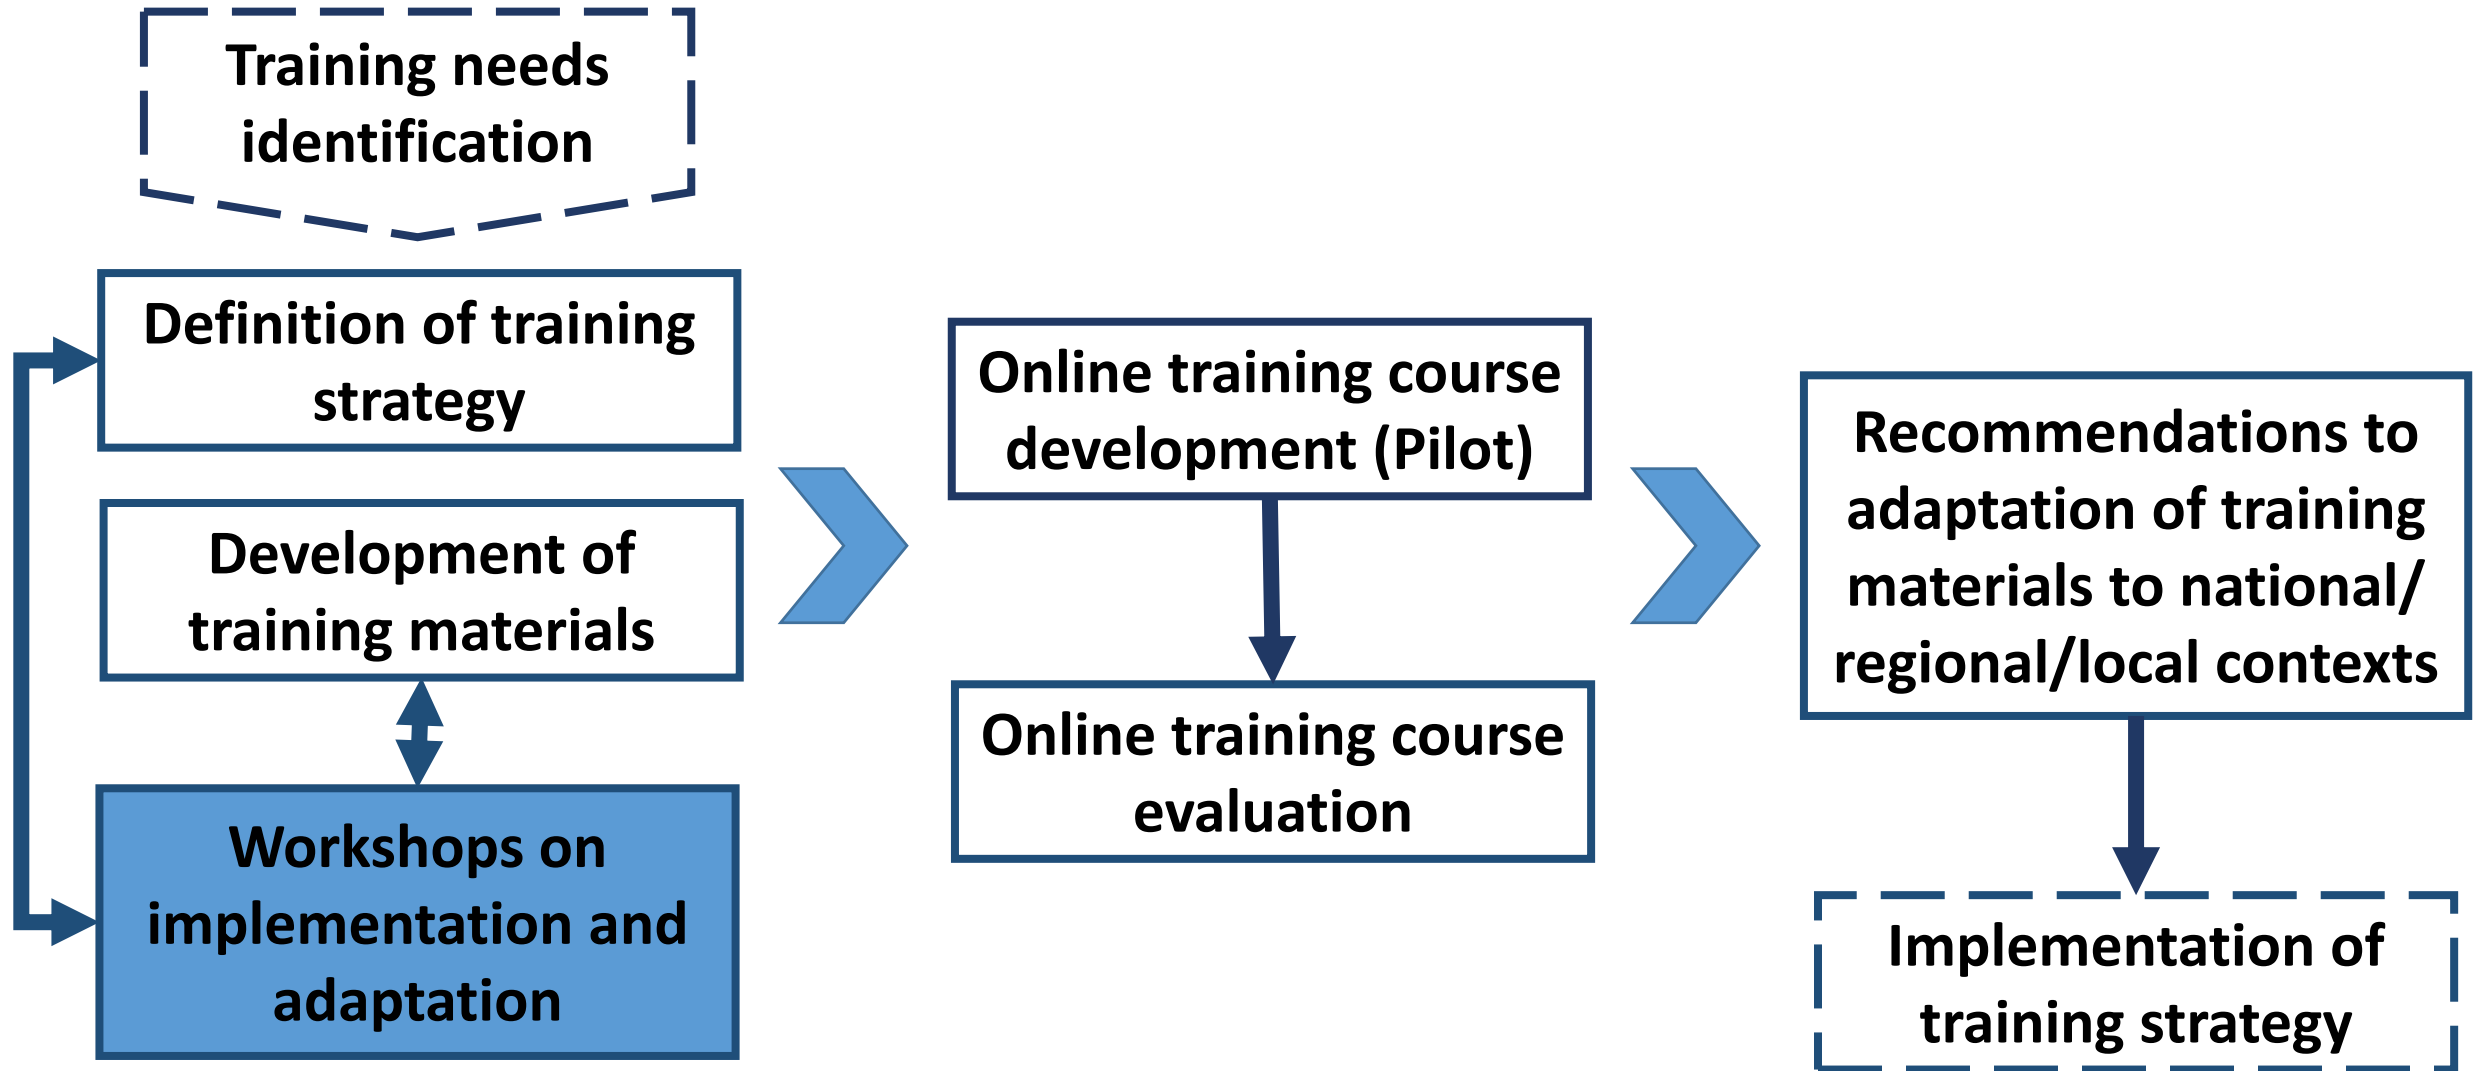 Training needs
identification
Definition of training
strategy
Development of
training materials
Workshops on
implementation and
adaptation
Online training course
development (Pilot)
Online training course
evaluation
Recommendations to
adaptation of training
materials to national/
regional/local contexts
Implementation of
training strategy